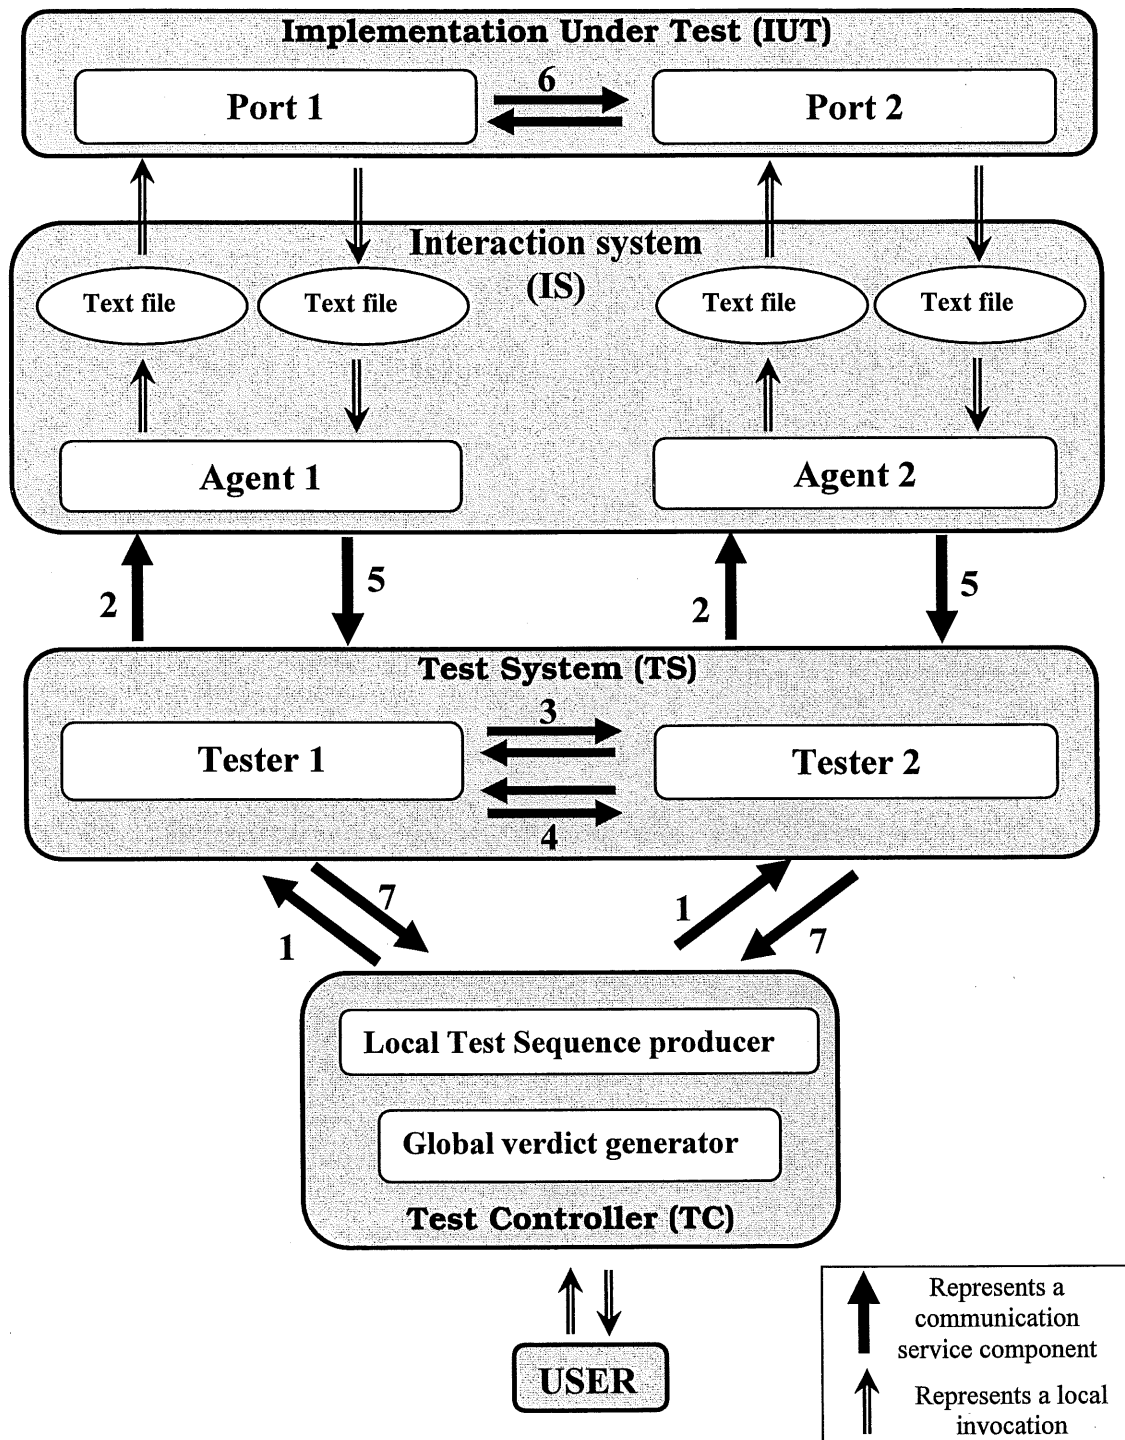 Implementation Under Test (IUT)
Port 1
6
Port 2
Interaction system
(IS)
Text file
Text file
Text file
Text file
Agent 1
Agent 2
2
5
2
5
Test System (TS)
3
Tester 1
Tester 2
4
1
7
1
7
Local Test Sequence producer
Global verdict generator
Test Controller (TC)
USER
Represents a
communication
service component
Represents a local
invocation